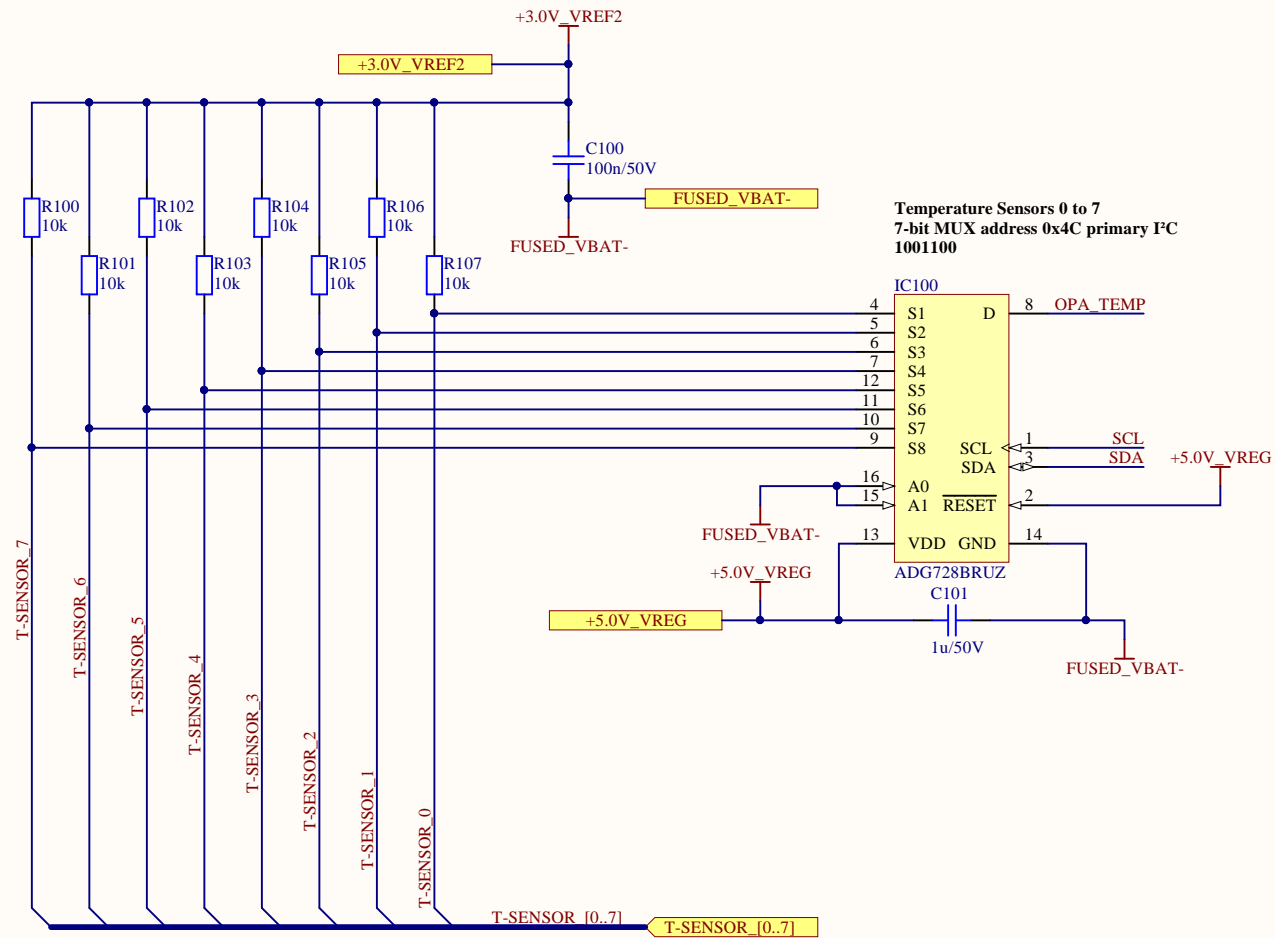 +3.0V_VREF2
+3.0V_VREF2
C100
100n/50V
FUSED_VBAT-
FUSED_VBAT-
R100
10k
R102
10k
R104
10k
R106
10k
R101
10k
R103
10k
R105
10k
R107
10k
Temperature Sensors 0 to 7
7-bit MUX address 0x4C primary I²C
1001100
IC100
4 S1 D 8 OPA_TEMP
5 S2
6 S3
7 S4
12 S5
11 S6
10 S7
9 S8 SCL 1 SCL
SDA 3 SDA
+5.0V_VREG
16 A0
15 A1 RESET 2
FUSED_VBAT-
13 VDD GND 14
ADG728BRUZ
+5.0V_VREG
+5.0V_VREG
C101
1u/50V
FUSED_VBAT-
T-SENSOR_7
T-SENSOR_6
T-SENSOR_5
T-SENSOR_4
T-SENSOR_3
T-SENSOR_2
T-SENSOR_1
T-SENSOR_0
T-SENSOR_[0..7]
T-SENSOR_[0..7]